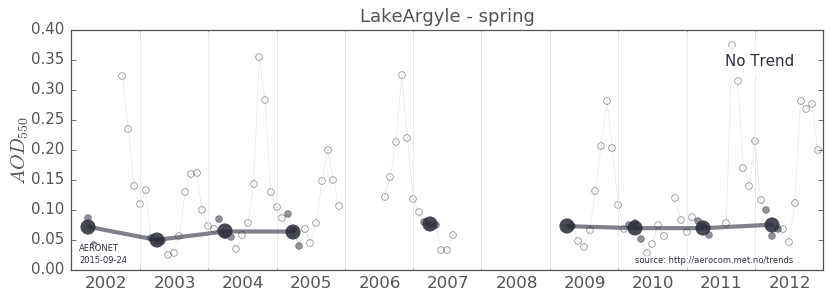 LakeArgyle - spring
0.40
0.35
0.30
0.25
0.20
0.15
0.10
0.05
0.00
AOD550
No Trend
AERONET
2015-09-24
source: http://aerocom.met.no/trends
2002 2003 2004 2005 2006 2007 2008 2009 2010 2011 2012